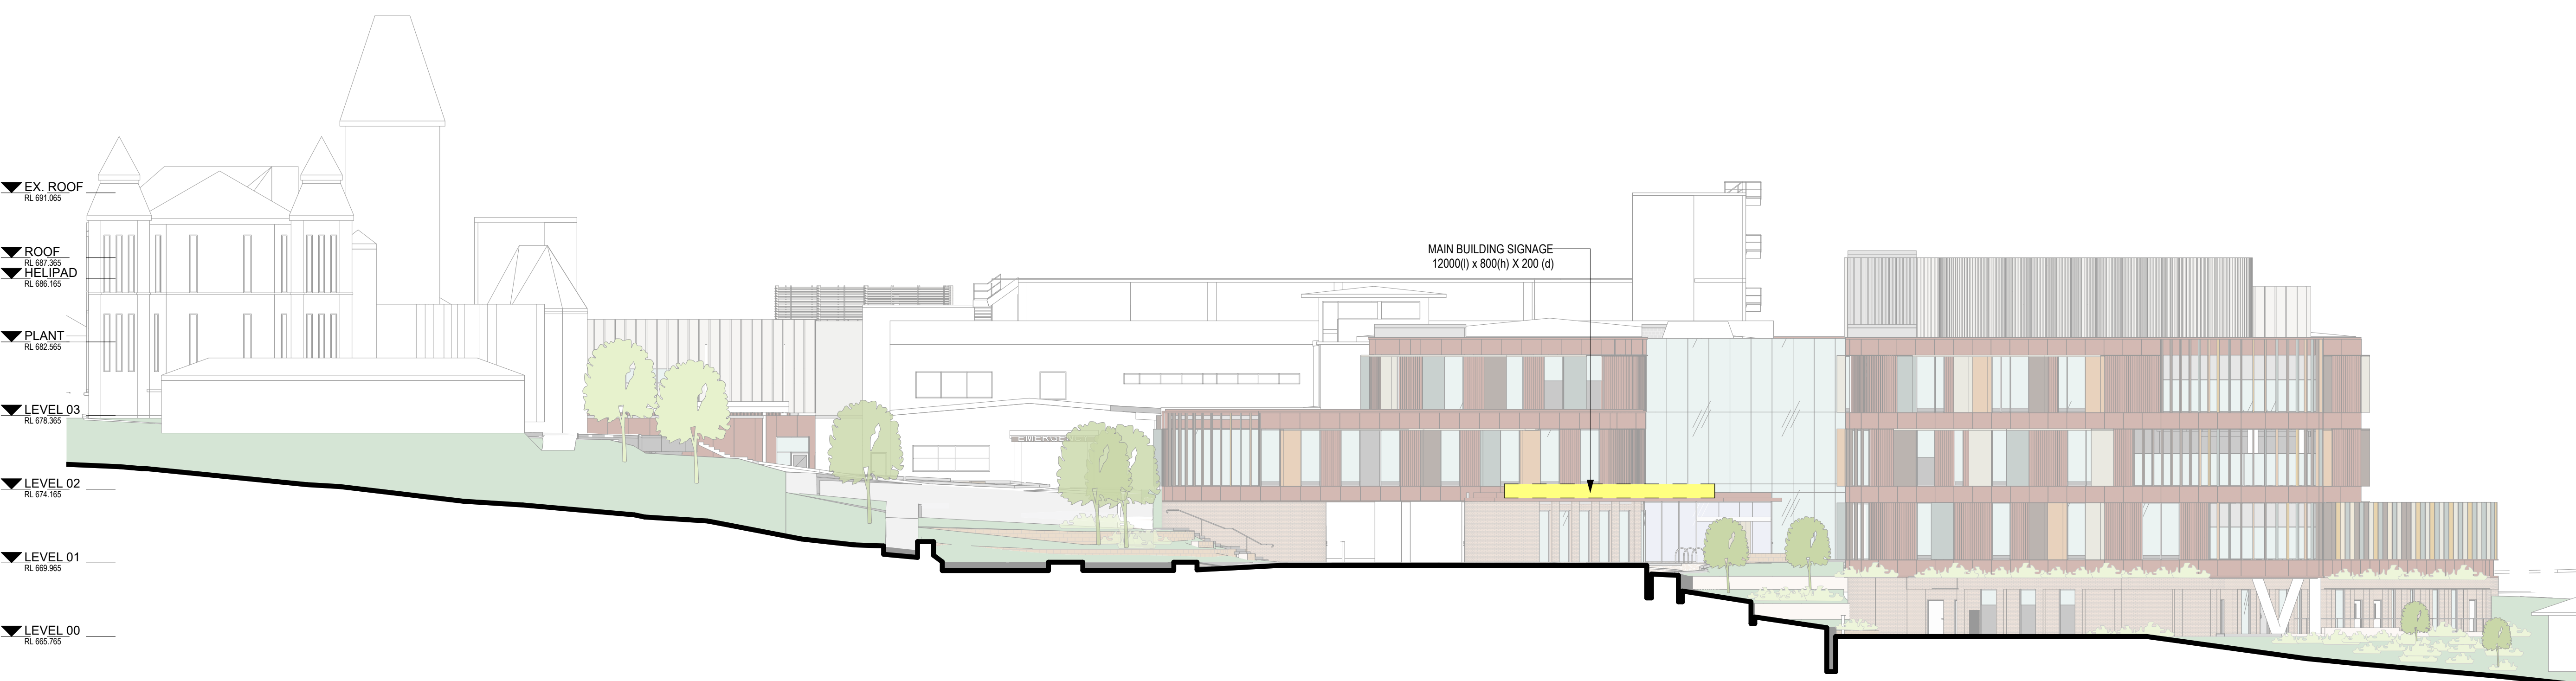 EX. ROOF
RL 691.065
ROOF
RL 687.365
HELIPAD
RL 686.165
PLANT
RL 682.565
LEVEL 03
RL 678.365
LEVEL 02
RL 674.165
LEVEL 01
RL 669.965
LEVEL 00
RL 665.765
MAIN BUILDING SIGNAGE
12000(l) x 800(h) X 200 (d)